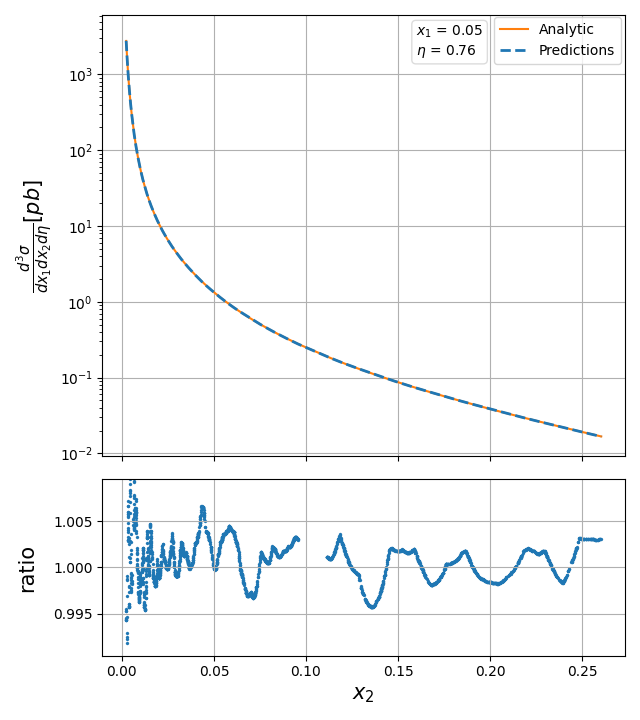 x₁ = 0.05
η = 0.76
Analytic
Predictions
10³
10²
10¹
10⁰
10⁻¹
10⁻²
d³σ/dx₁dx₂dη [pb]
1.005
1.000
0.995
ratio
0.00 0.05 0.10 0.15 0.20 0.25
x₂